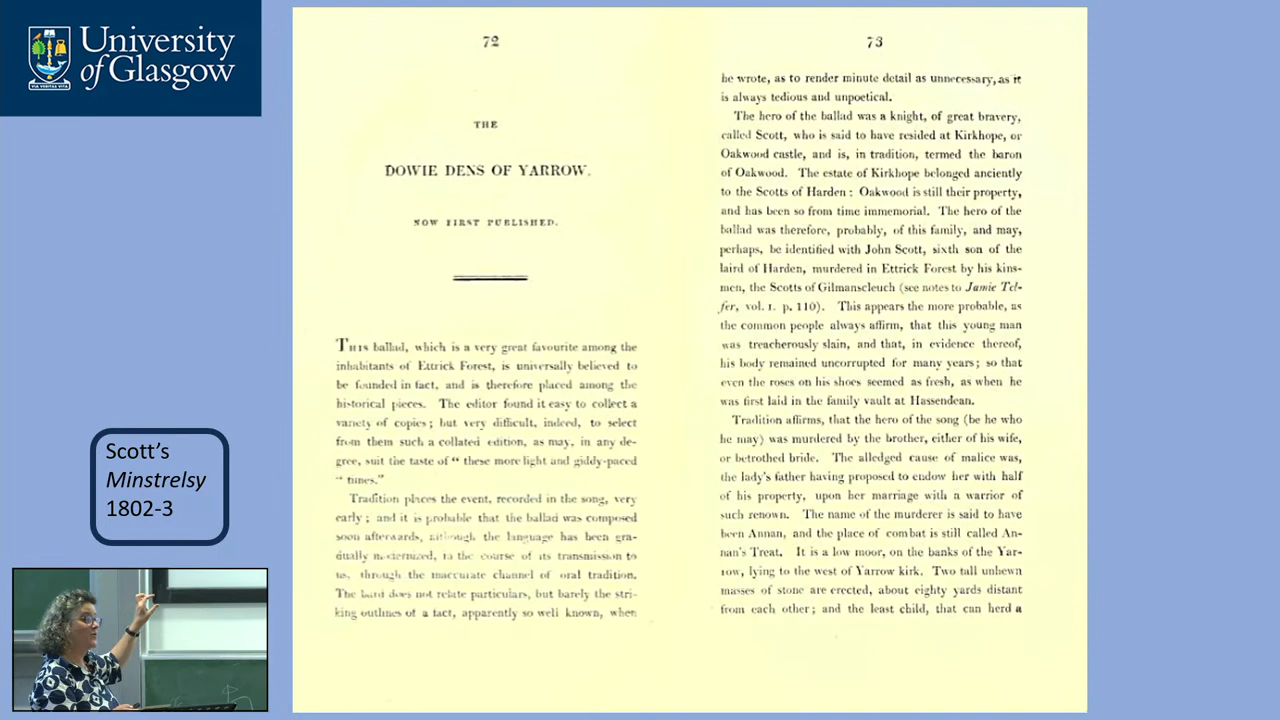 University
of Glasgow
VIA VERITAS VITA
72
THE
DOWIE DENS OF YARROW.
NOW FIRST PUBLISHED.
THIS ballad, which is a very great favourite among the
inhabitants of Ettrick Forest, is universally believed to
be founded in fact, and is therefore placed among the
historical pieces. The editor found it easy to collect a
variety of copies; but very difficult, indeed, to select
from them such a collated edition, as may, in any de-
gree, suit the taste of “ these more light and giddy-paced
“ times.”
Tradition places the event, recorded in the song, very
early; and it is probable that the ballad was composed
soon afterwards, although the language has been gra-
dually modernized, in the course of its transmission to
us, through the inaccurate channel of oral tradition.
The bard does not relate particulars, but barely the stri-
king outlines of a fact, apparently so well known, when
73
he wrote, as to render minute detail as unnecessary, as it
is always tedious and unpoetical.
The hero of the ballad was a knight, of great bravery,
called Scott, who is said to have resided at Kirkhope, or
Oakwood castle, and is, in tradition, termed the baron
of Oakwood. The estate of Kirkhope belonged anciently
to the Scotts of Harden: Oakwood is still their property,
and has been so from time immemorial. The hero of the
ballad was therefore, probably, of this family, and may,
perhaps, be identified with John Scott, sixth son of the
laird of Harden, murdered in Ettrick Forest by his kins-
men, the Scotts of Gilmanscleuch (see notes to Jamie Tel-
fer, vol. I. p. 110). This appears the more probable, as
the common people always affirm, that this young man
was treacherously slain, and that, in evidence thereof,
his body remained uncorrupted for many years; so that
even the roses on his shoes seemed as fresh, as when he
was first laid in the family vault at Hassendean.
Tradition affirms, that the hero of the song (be he who
he may) was murdered by the brother, either of his wife,
or betrothed bride. The alledged cause of malice was,
the lady's father having proposed to endow her with half
of his property, upon her marriage with a warrior of
such renown. The name of the murderer is said to have
been Annan, and the place of combat is still called An-
nan's Treat. It is a low moor, on the banks of the Yar-
row, lying to the west of Yarrow kirk. Two tall unhewn
masses of stone are erected, about eighty yards distant
from each other; and the least child, that can herd a
Scott's
Minstrelsy
1802-3